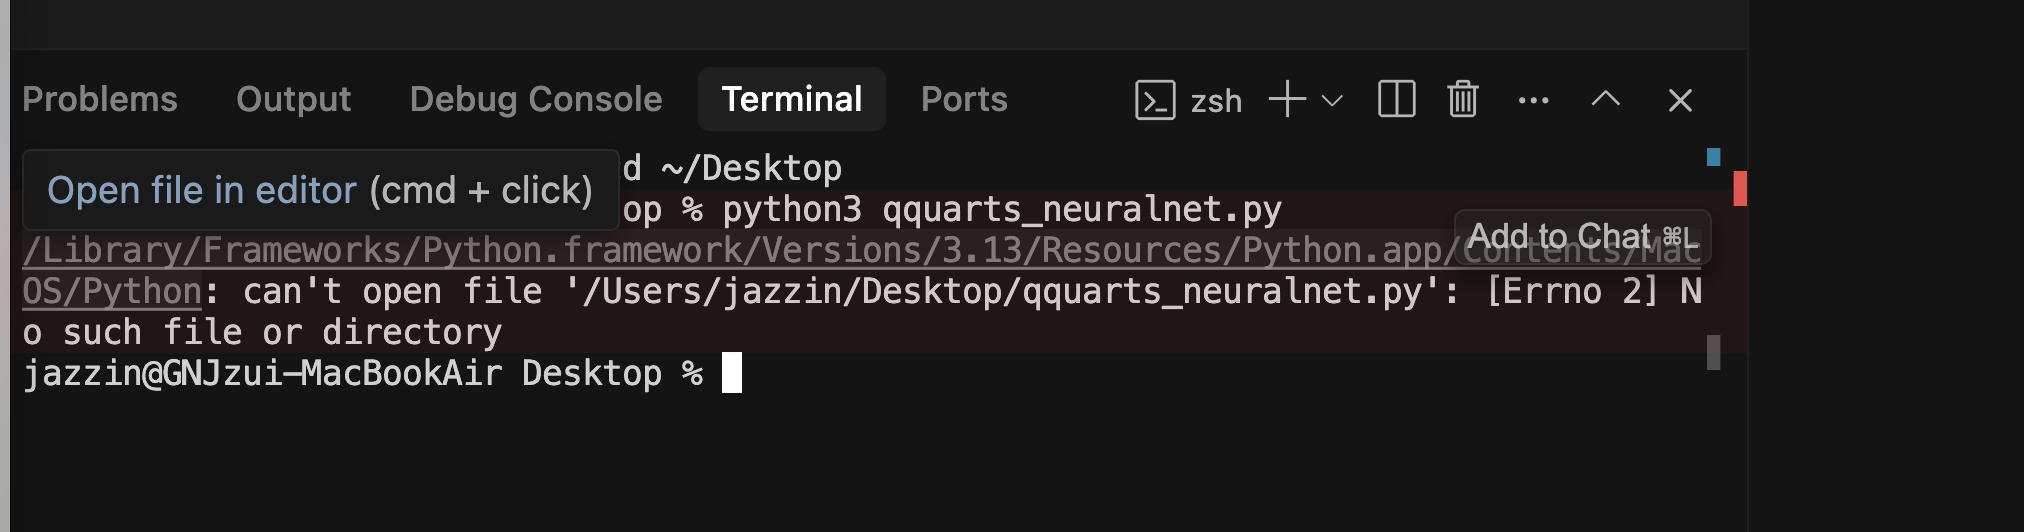 Problems Output Debug Console Terminal Ports zsh
d ~/Desktop
Open file in editor (cmd + click)
op % python3 qquarts_neuralnet.py
Add to Chat ⌘L
/Library/Frameworks/Python.framework/Versions/3.13/Resources/Python.app/Contents/Mac
OS/Python: can't open file '/Users/jazzin/Desktop/qquarts_neuralnet.py': [Errno 2] N
o such file or directory
jazzin@GNJzui-MacBookAir Desktop %